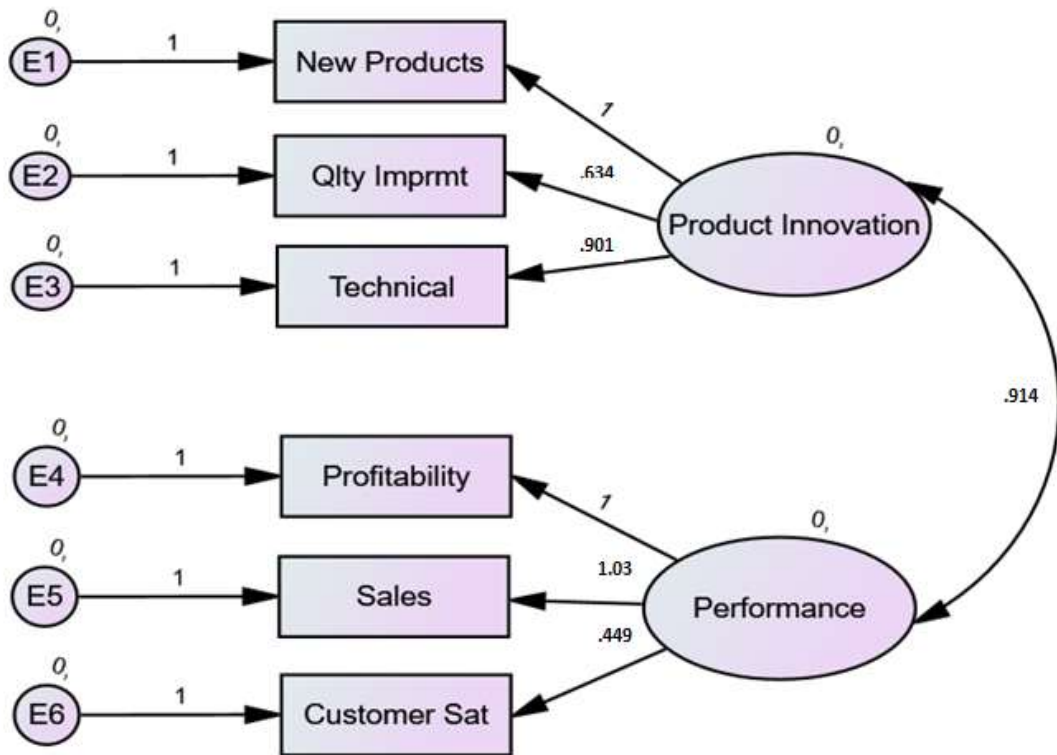 0,
E1
1
New Products
0,
E2
1
Qlty Imprmt
0,
E3
1
Technical
1
.634
.901
0,
Product Innovation
.914
0,
E4
1
Profitability
0,
E5
1
Sales
0,
E6
1
Customer Sat
1
1.03
.449
0,
Performance